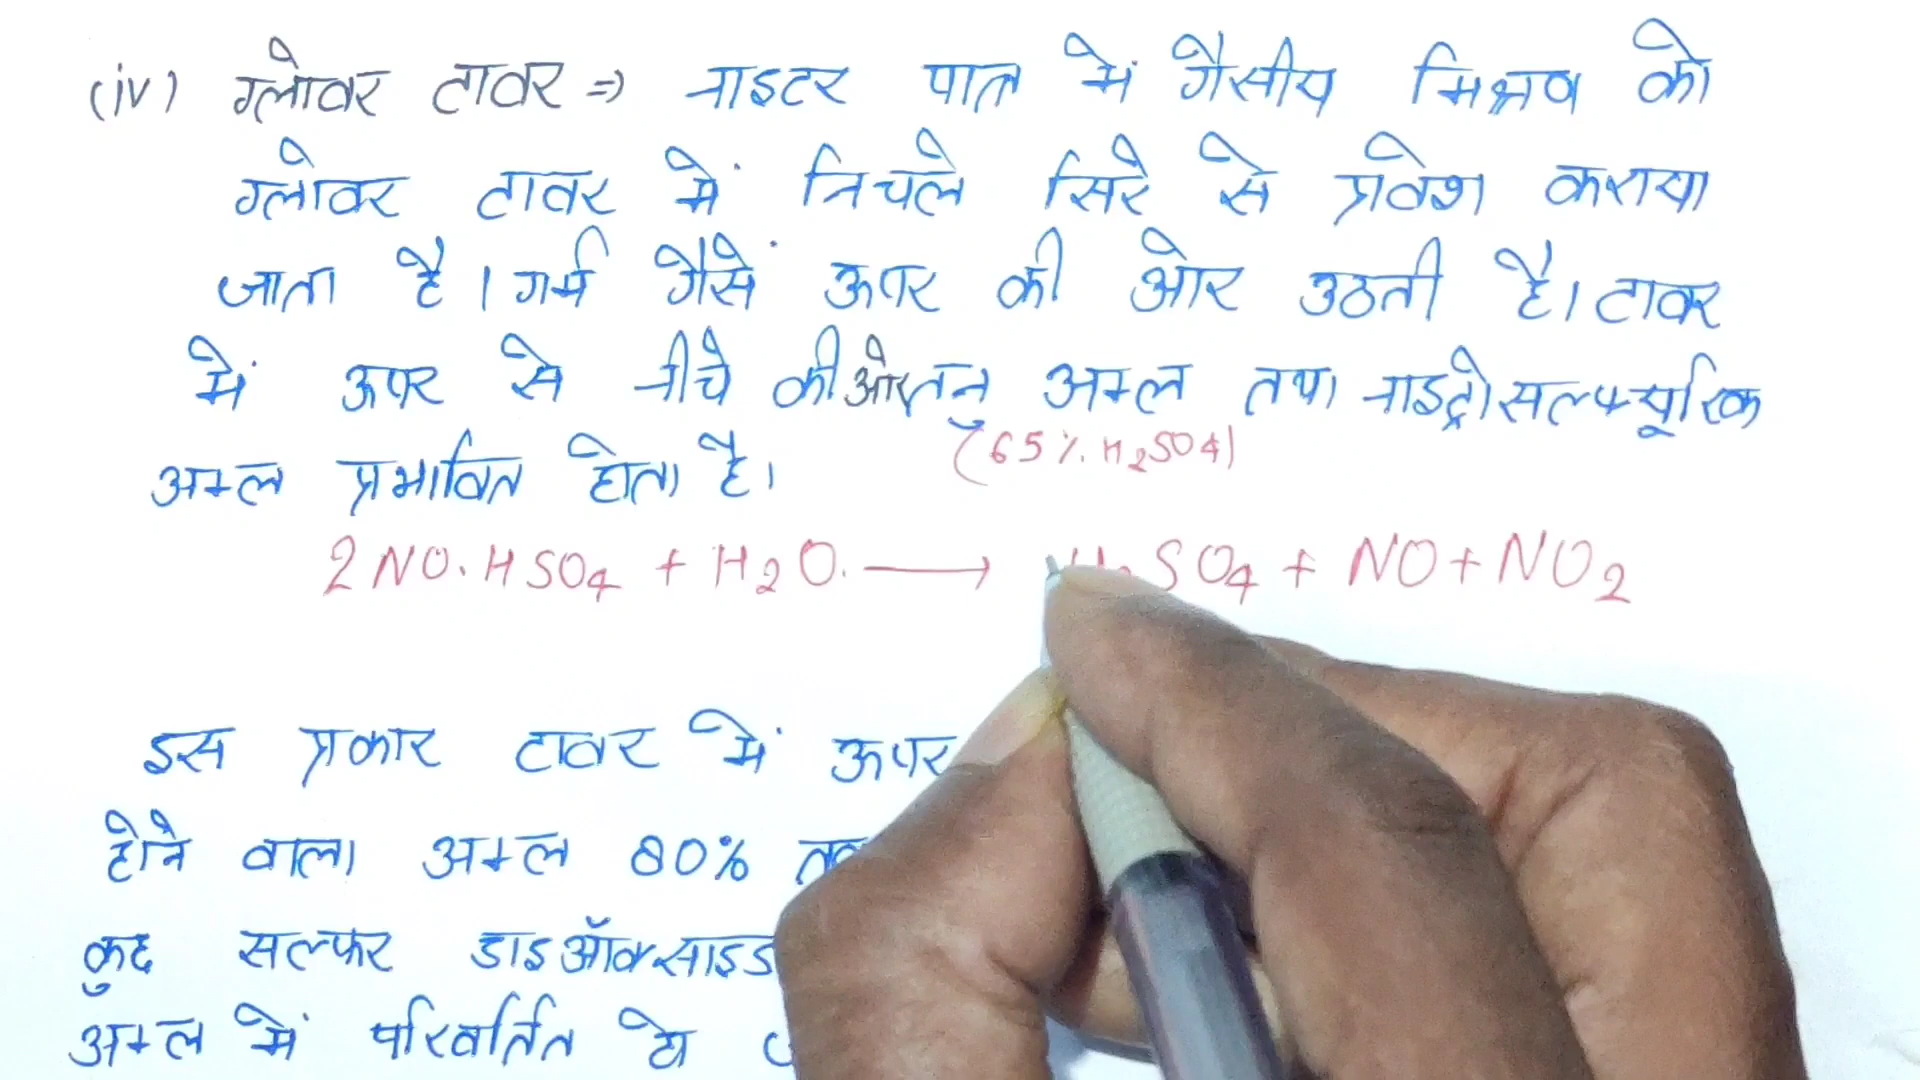 (iv) ग्लोवर टावर ⇒ नाइटर पात्र में गैसीय मिश्रण को
ग्लोवर टावर में निचले सिरे से प्रवेश कराया
जाता है। गर्म गैसें ऊपर की ओर उठती है। टावर
में ऊपर से नीचे की ओर तनु अम्ल तथा नाइट्रोसल्फ्यूरिक
(65% H₂SO4)
अम्ल प्रभावित होता है।
2NO.HSO₄ + H₂O. ⟶ H₂SO₄ + NO + NO₂
इस प्रकार टावर में ऊपर
होने वाला अम्ल 80%
कुछ सल्फर डाइऑक्साइड
अम्ल में परिवर्तित हो